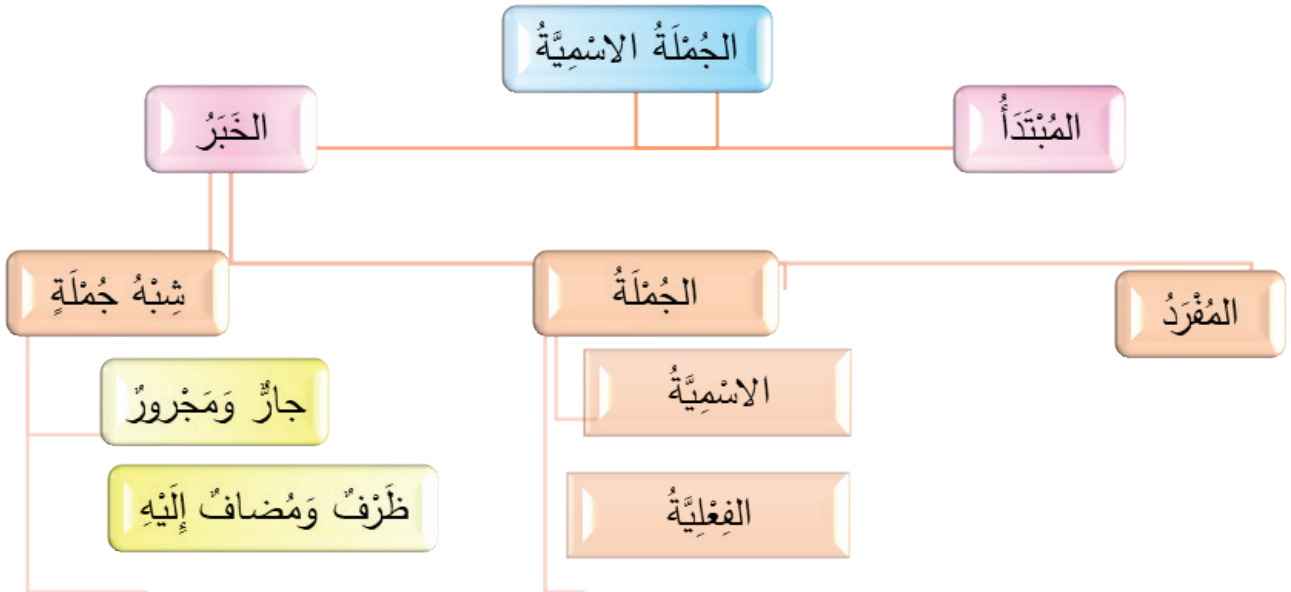 الجُمْلَةُ الاسْمِيَّةُ
المُبْتَدَأُ
الخَبَرُ
المُفْرَدُ
الجُمْلَةُ
شِبْهُ جُمْلَةٍ
الاسْمِيَّةُ
الفِعْلِيَّةُ
جارٌّ وَمَجْرورٌ
ظَرْفٌ وَمُضافٌ إِلَيْهِ